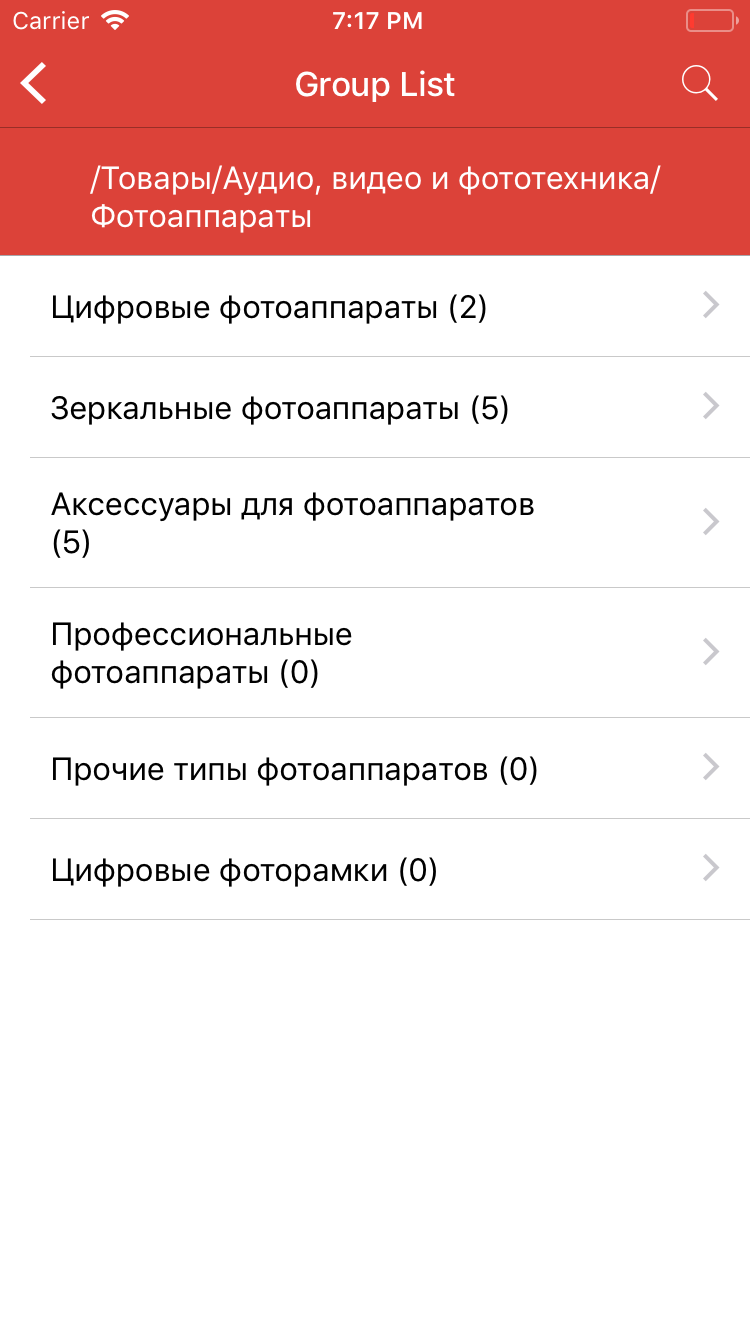 Carrier
7:17 PM
Group List
/Товары/Аудио, видео и фототехника/
Фотоаппараты
Цифровые фотоаппараты (2)
Зеркальные фотоаппараты (5)
Аксессуары для фотоаппаратов
(5)
Профессиональные
фотоаппараты (0)
Прочие типы фотоаппаратов (0)
Цифровые фоторамки (0)